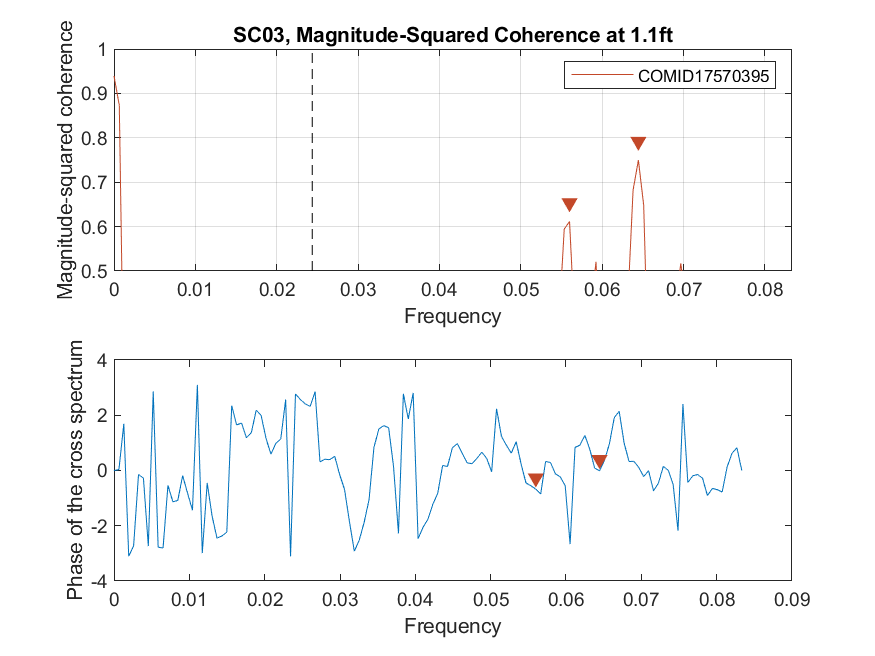 SC03, Magnitude-Squared Coherence at 1.1ft
Magnitude-squared coherence
1
0.9
0.8
0.7
0.6
0.5
COMID17570395
0 0.01 0.02 0.03 0.04 0.05 0.06 0.07 0.08
Frequency
Phase of the cross spectrum
4
2
0
-2
-4
0 0.01 0.02 0.03 0.04 0.05 0.06 0.07 0.08 0.09
Frequency